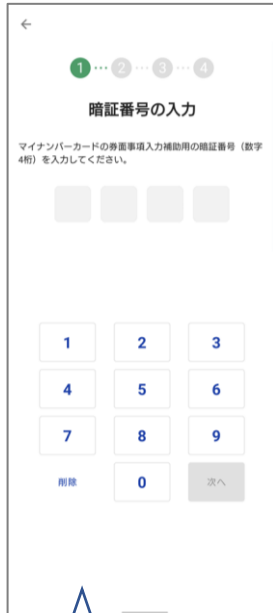 1 2 3 4
暗証番号の入力
マイナンバーカードの券面事項入力補助用の暗証番号（数字
4桁）を入力してください。
1 2 3
4 5 6
7 8 9
削除 0 次へ